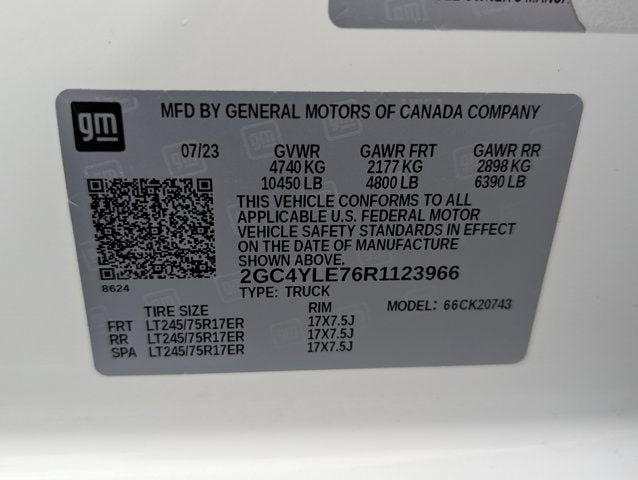 gm
MFD BY GENERAL MOTORS OF CANADA COMPANY
07/23 GVWR GAWR FRT GAWR RR
4740 KG 2177 KG 2898 KG
10450 LB 4800 LB 6390 LB
THIS VEHICLE CONFORMS TO ALL
APPLICABLE U.S. FEDERAL MOTOR
VEHICLE SAFETY STANDARDS IN EFFECT
ON THE DATE OF MANUFACTURE
SHOWN ABOVE.
8624
2GC4YLE76R1123966
TYPE: TRUCK
MODEL: 66CK20743
TIRE SIZE RIM
FRT LT245/75R17ER 17X7.5J
RR LT245/75R17ER 17X7.5J
SPA LT245/75R17ER 17X7.5J